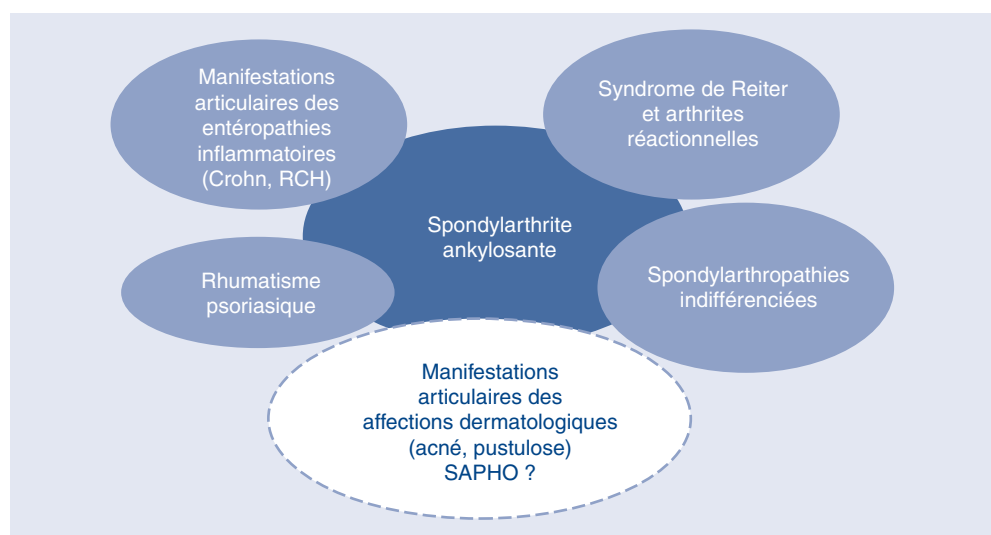 Manifestations
articulaires des
entéropathies
inflammatoires
(Crohn, RCH)
Syndrome de Reiter
et arthrites
réactionnelles
Spondylarthrite
ankylosante
Rhumatisme
psoriasique
Spondylarthropathies
indifférenciées
Manifestations
articulaires des
affections dermatologiques
(acné, pustulose)
SAPHO ?